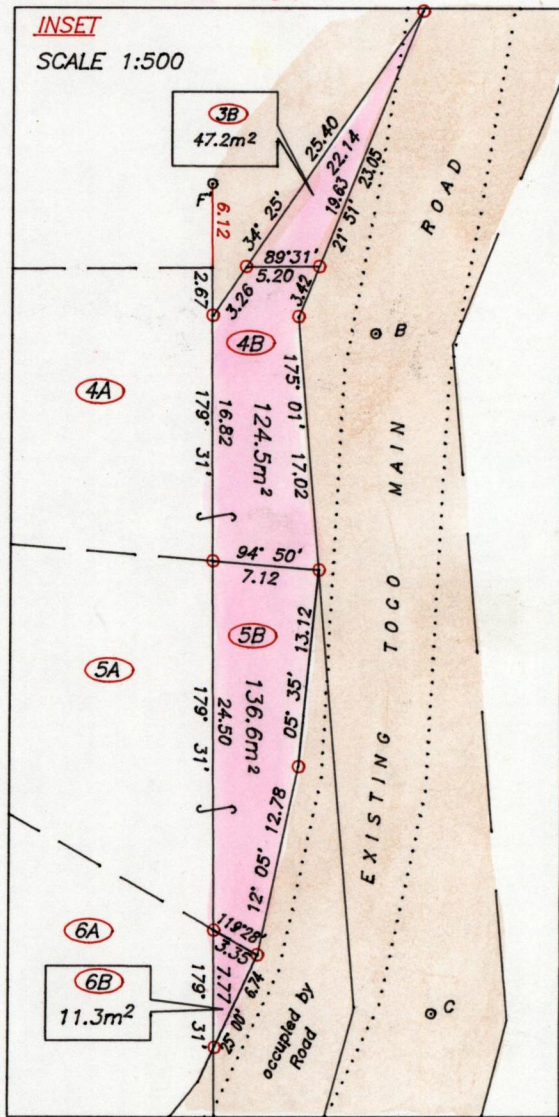 INSET
SCALE 1:500
3B
47.2m²
25.40
22.14
19.63
23.05
34° 25'
21° 51'
ROAD
F
6.12
89°31'
5.20
2.67
3.26
3.42
B
4B
4A
175° 01' 17.02
179° 31'
16.82
124.5m²
MAIN
94° 50'
7.12
5B
5A
13.12
05° 35'
TOCO
179° 31'
24.50
136.6m²
12.78
12° 05'
EXISTING
6A
119°28'
3.35
6B
11.3m²
179° 31'
7.77
6.74
25° 00'
occupied by
Road
C